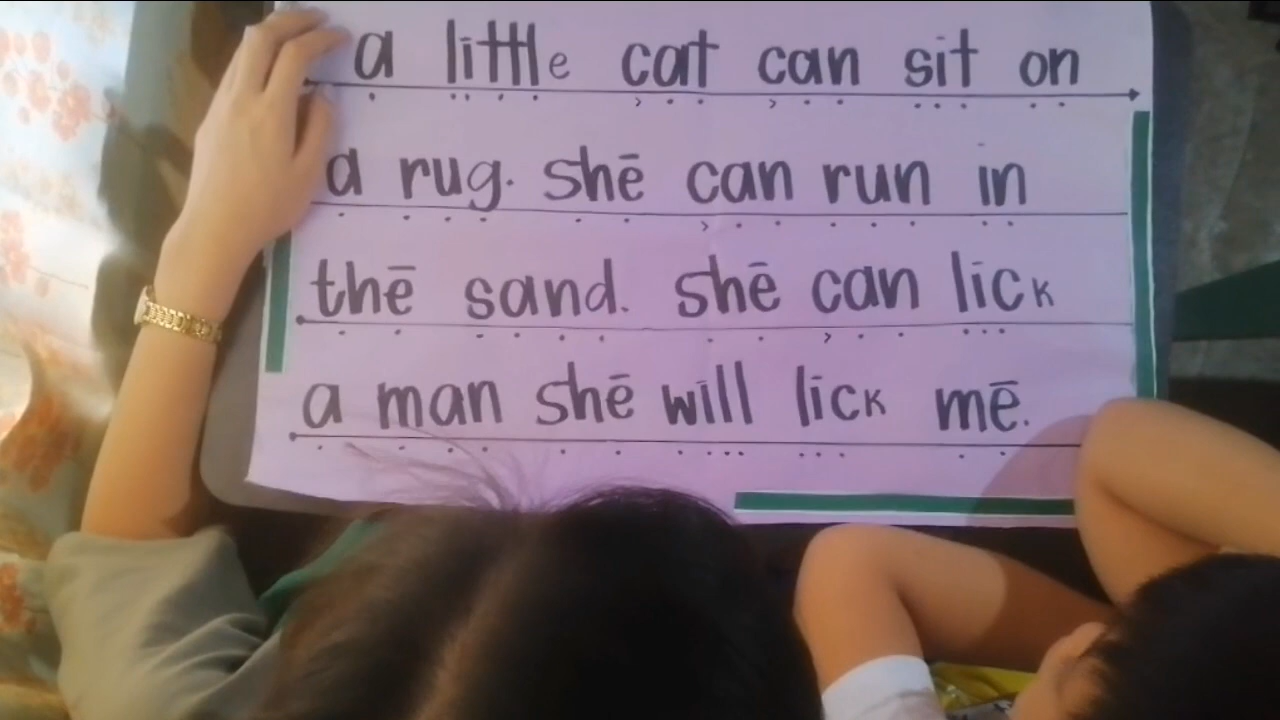 a little cat can sit on
a rug. shē can run in
thē sand. shē can lick
a man shē will lick mē.